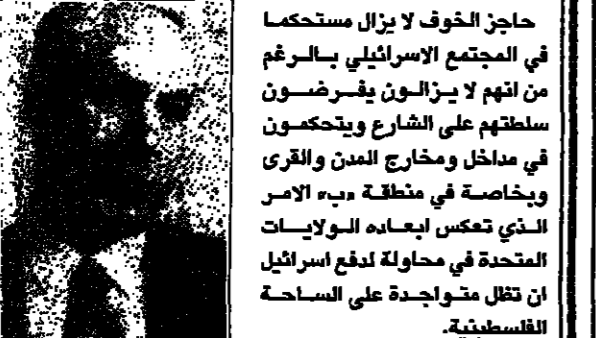 حاجز الخوف لا يزال مستحكما
في المجتمع الاسرائيلي بالرغم
من انهم لا يزالون يفرضون
سلطتهم على الشارع ويتحكمون
في مداخل ومخارج المدن والقرى
وبخاصة في منطقة «ب» الامر
الذي تعكس ابعاده الولايات
المتحدة في محاولة لدفع اسرائيل
ان تظل متواجدة على الساحة
الفلسطينية.